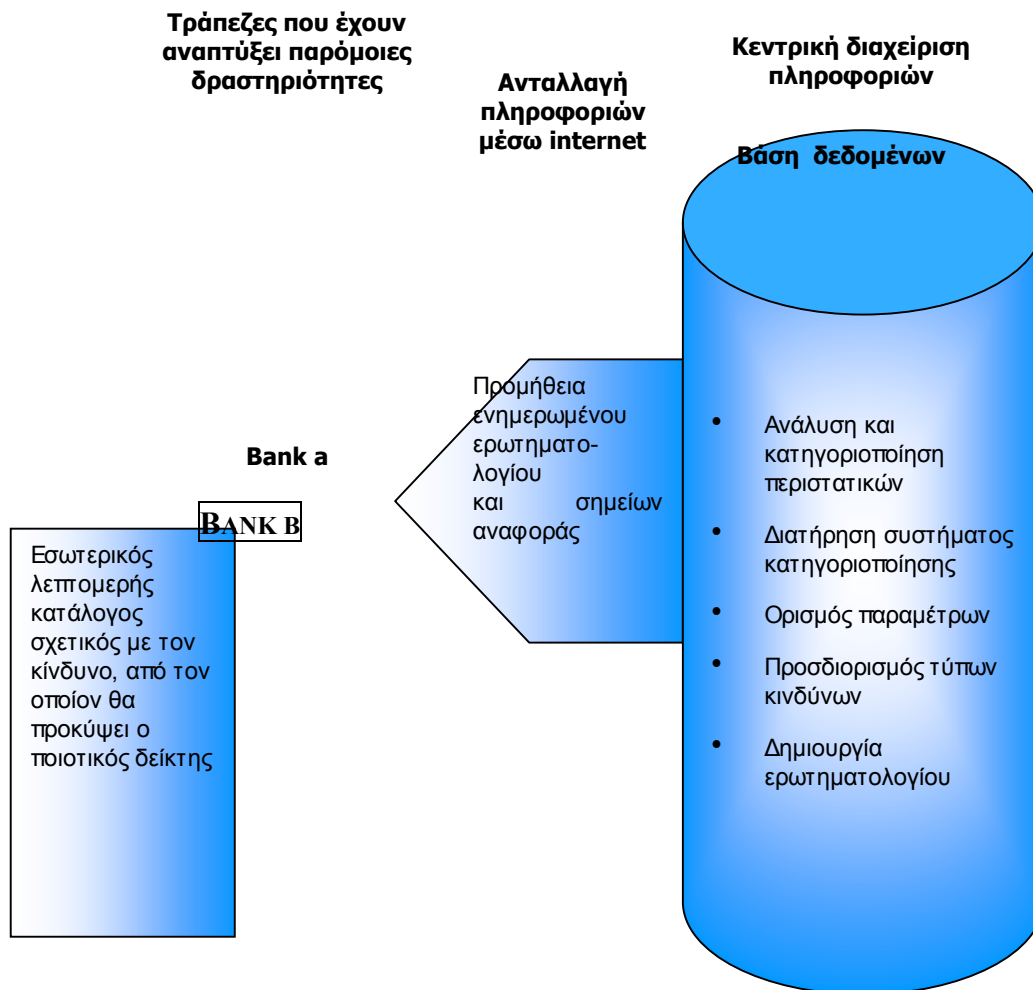 Τράπεζες που έχουν
αναπτύξει παρόμοιες
δραστηριότητες
Ανταλλαγή
πληροφοριών
μέσω internet
Κεντρική διαχείριση
πληροφοριών
Βάση δεδομένων
Προμήθεια
ενημερωμένου
ερωτηματο-
λογίου
και σημείων
αναφοράς
Bank a
BANK B
Εσωτερικός
λεπτομερής
κατάλογος
σχετικός με τον
κίνδυνο, από τον
οποίον θα
προκύψει ο
ποιοτικός δείκτης
• Ανάλυση και
κατηγοριοποίηση
περιστατικών
• Διατήρηση συστήματος
κατηγοριοποίησης
• Ορισμός παραμέτρων
• Προσδιορισμός τύπων
κινδύνων
• Δημιουργία
ερωτηματολογίου